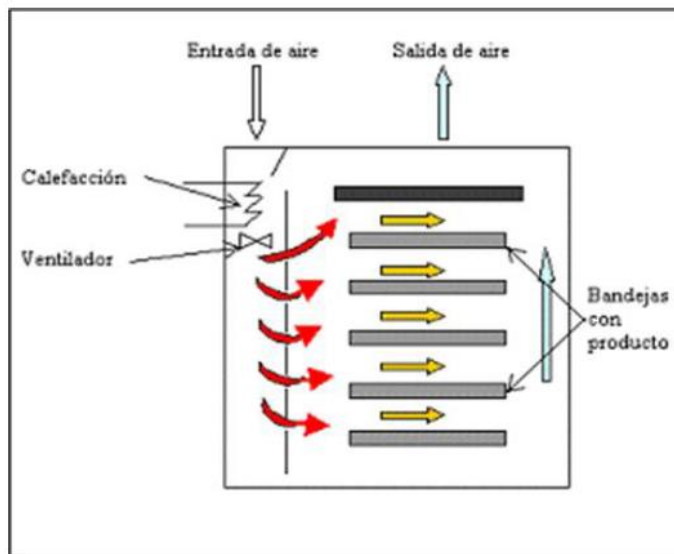 Entrada de aire
Salida de aire
Calefacción
Ventilador
Bandejas
con
producto